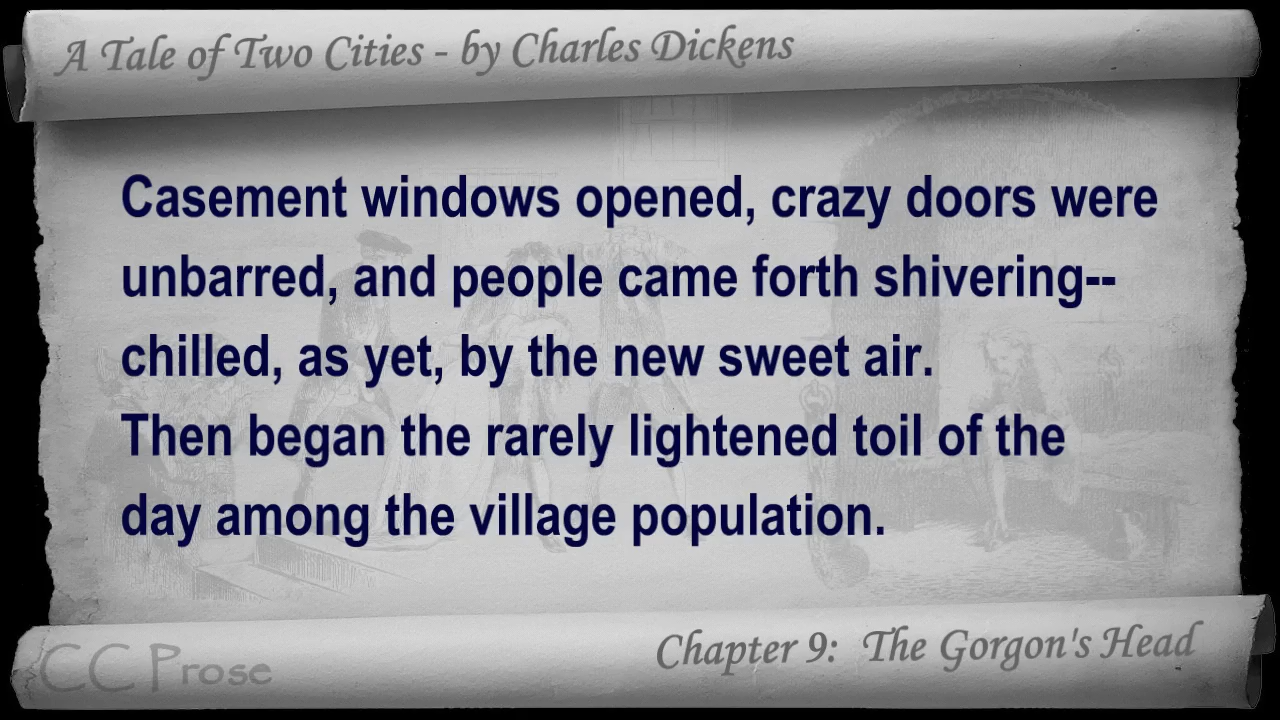 A Tale of Two Cities - by Charles Dickens
Casement windows opened, crazy doors were
unbarred, and people came forth shivering--
chilled, as yet, by the new sweet air.
Then began the rarely lightened toil of the
day among the village population.
CC Prose
Chapter 9: The Gorgon's Head